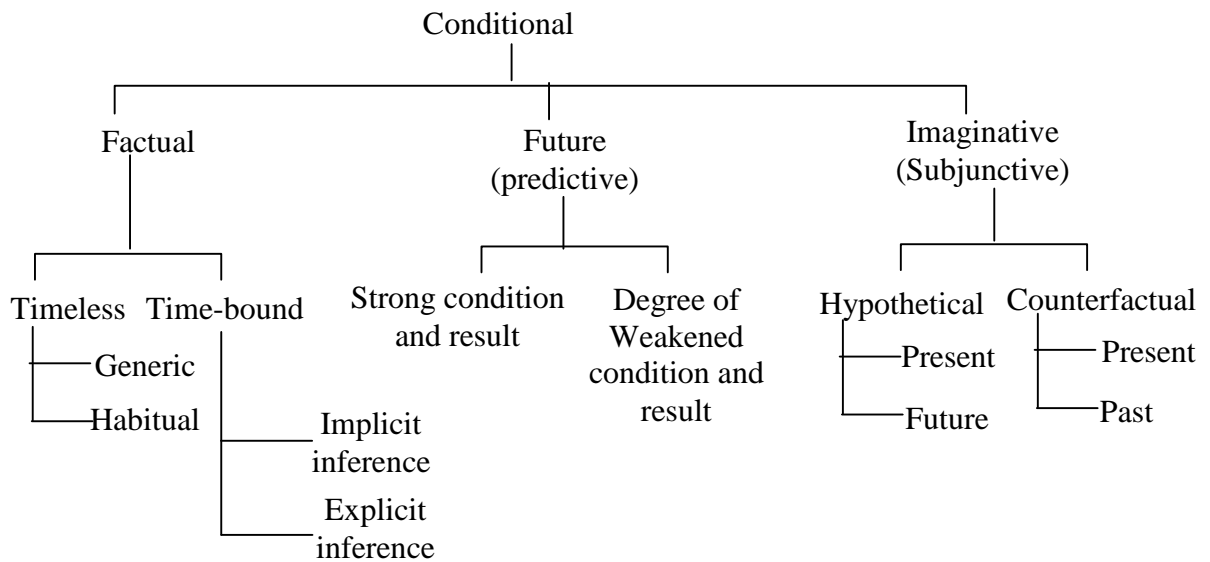 Conditional
Factual
Future
(predictive)
Imaginative
(Subjunctive)
Timeless
Time-bound
Strong condition
and result
Degree of
Weakened
condition and
result
Hypothetical
Counterfactual
Generic
Habitual
Implicit
inference
Explicit
inference
Present
Future
Present
Past